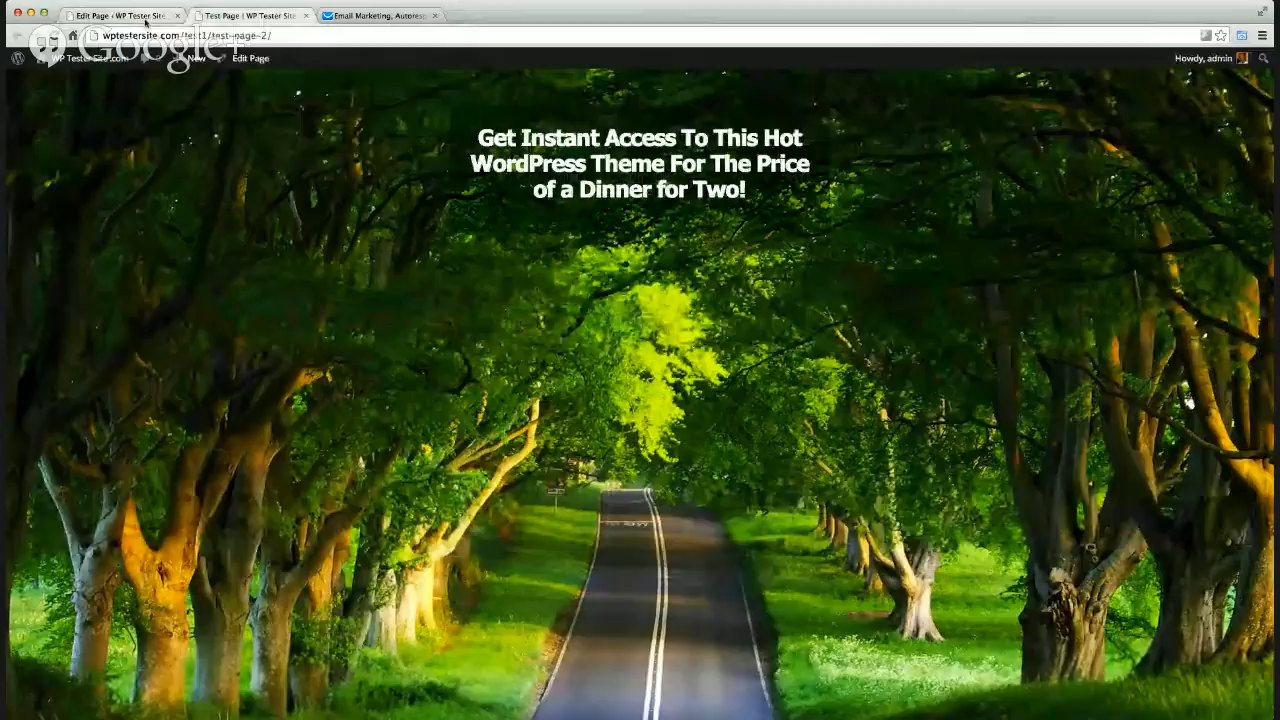 Edit Page ‹ WP Tester Site
Test Page | WP Tester Site
Email Marketing, Autoresp
wptestersite.com/test1/test-page-2/
Google+
WP Tester Site.com
New
Edit Page
Howdy, admin
Get Instant Access To This Hot
WordPress Theme For The Price
of a Dinner for Two!